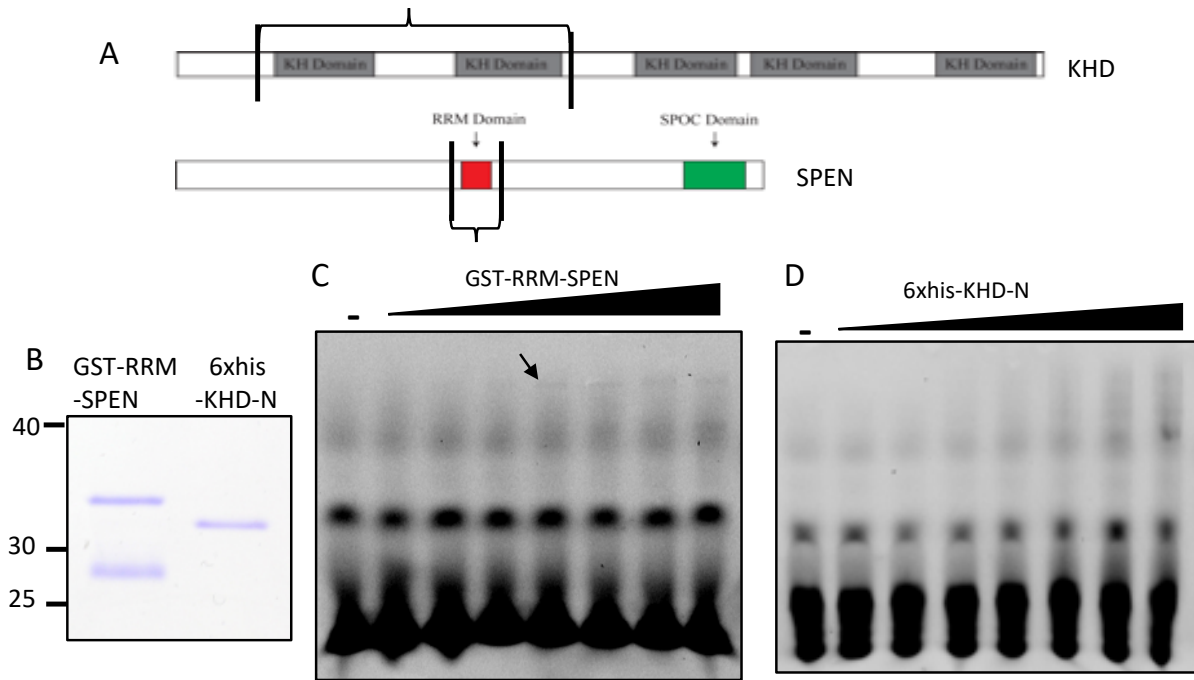 A
KH Domain KH Domain KH Domain KH Domain KH Domain
KHD
RRM Domain SPOC Domain
SPEN
C
GST-RRM-SPEN
-
D
6xhis-KHD-N
-
B
GST-RRM
-SPEN
6xhis
-KHD-N
40
30
25